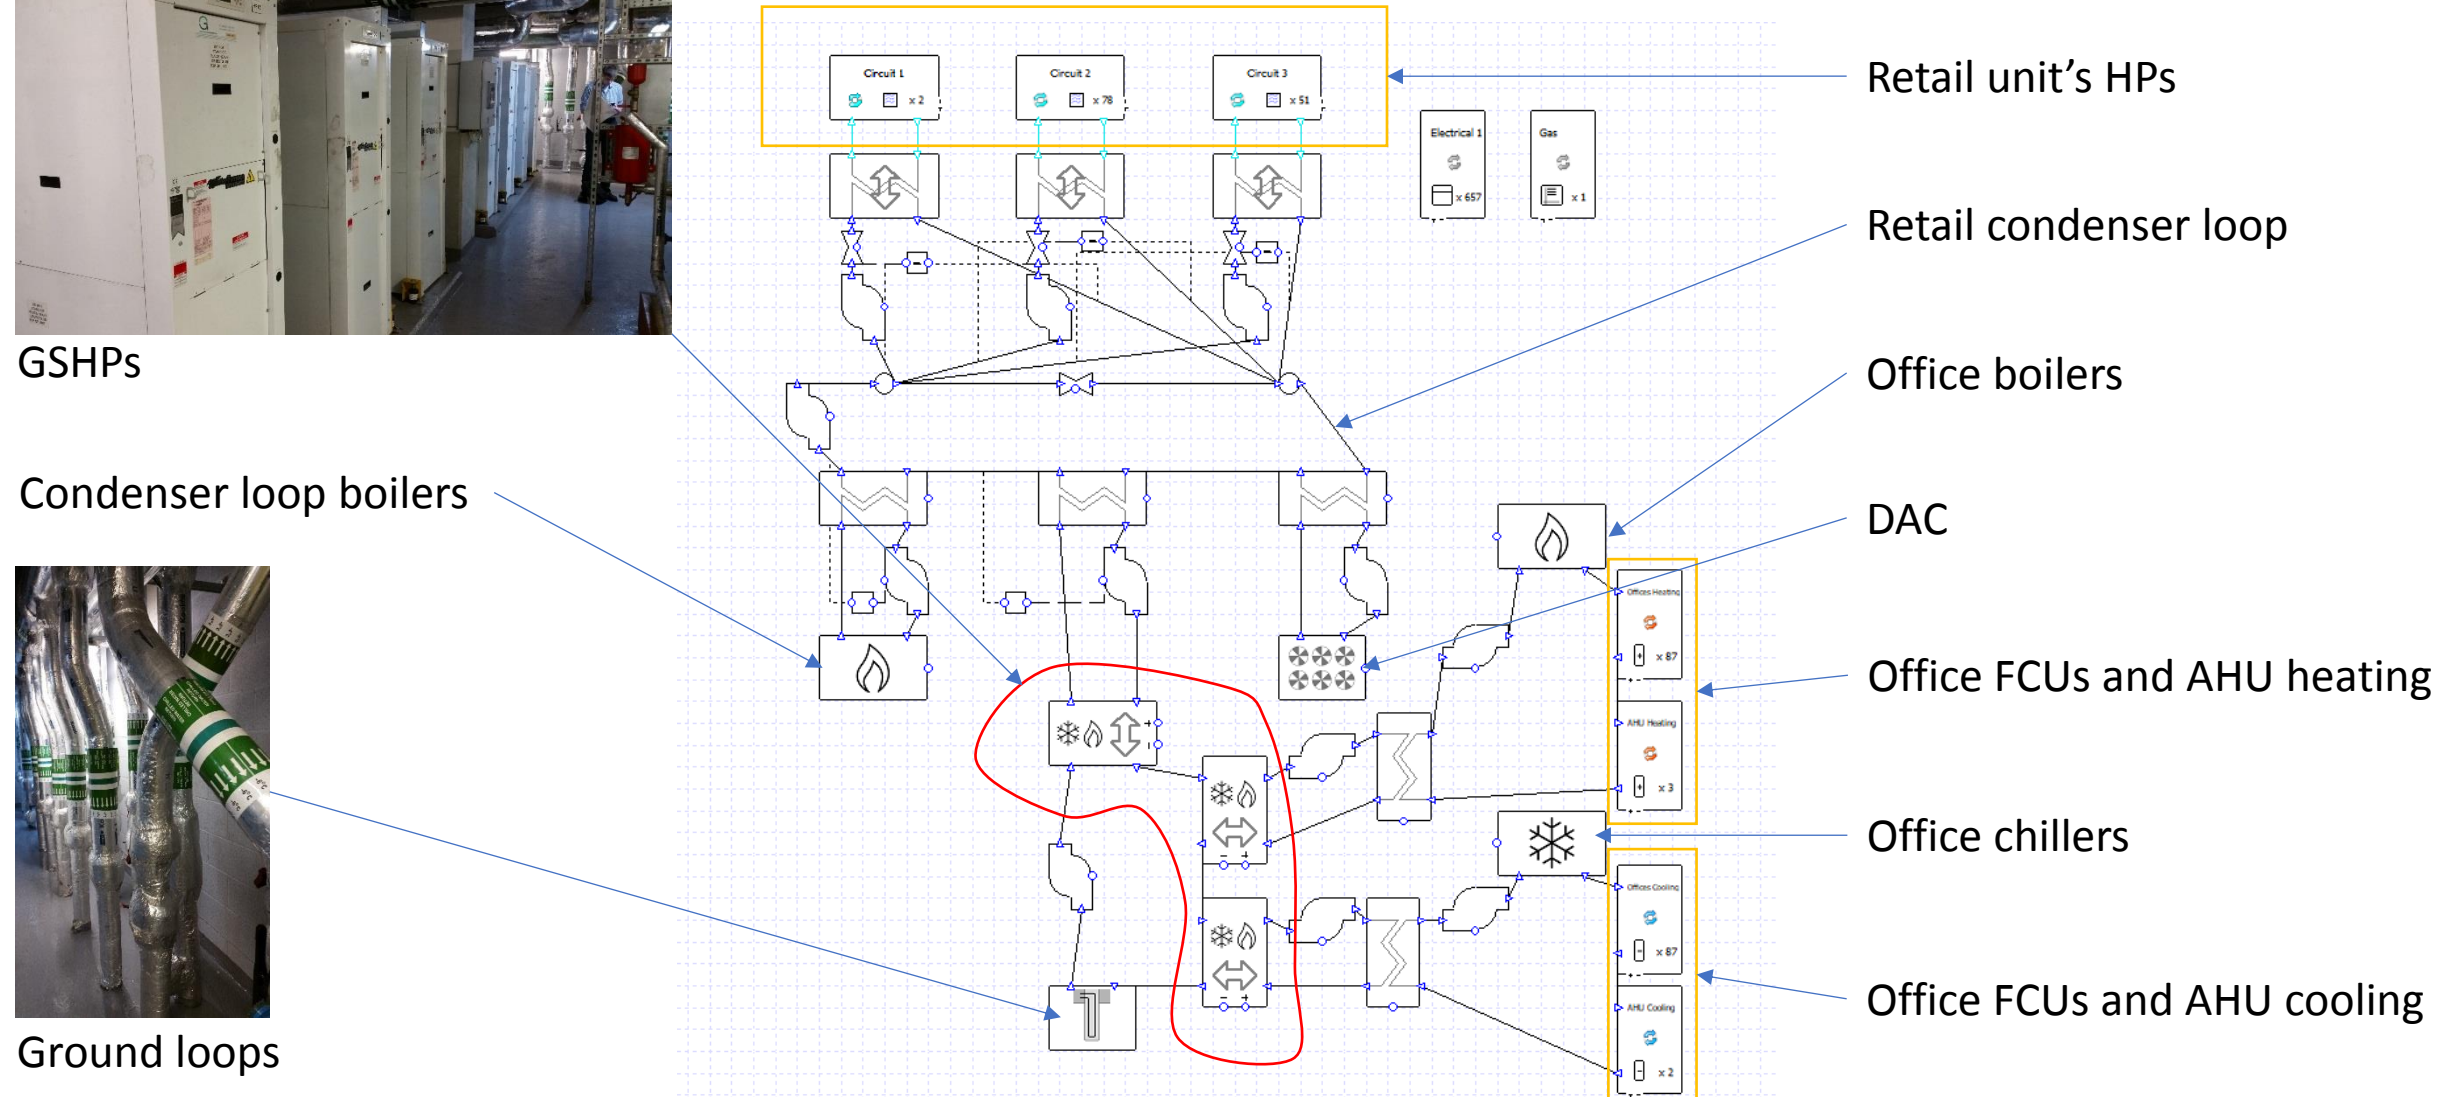 Circuit 1
x 2
Circuit 2
x 78
Circuit 3
x 51
Electrical 1
x 657
Gas
x 1
Retail unit’s HPs
Retail condenser loop
GSHPs
Office boilers
Condenser loop boilers
DAC
Offices Heating
x 87
Office FCUs and AHU heating
AHU Heating
x 3
Office chillers
Offices Cooling
x 87
Office FCUs and AHU cooling
AHU Cooling
x 2
Ground loops